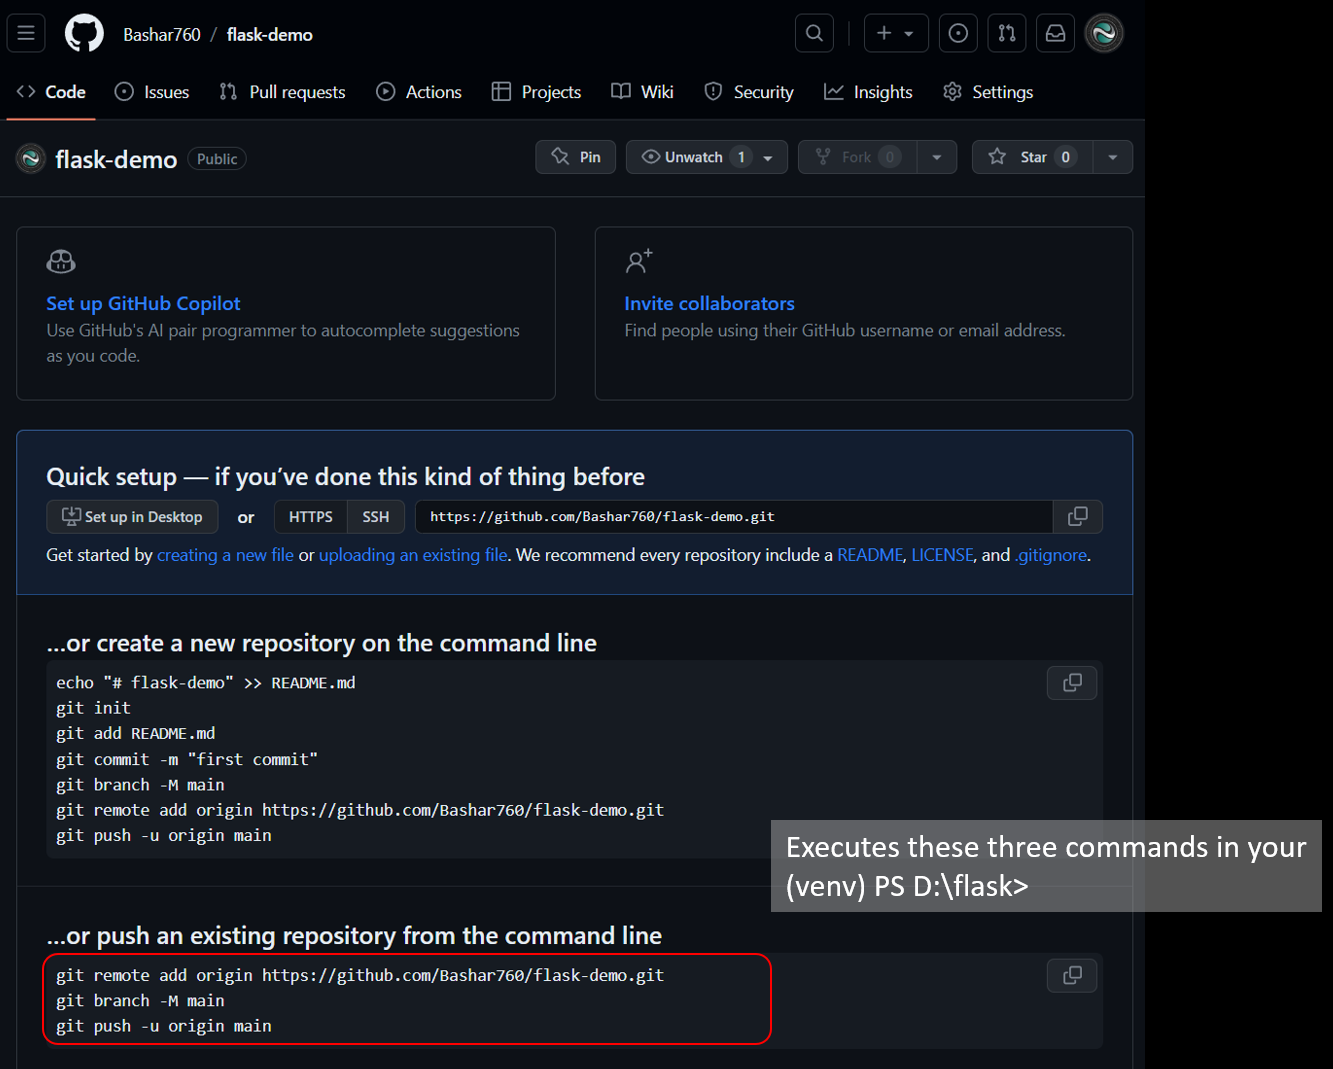 Bashar760 / flask-demo
Code Issues Pull requests Actions Projects Wiki Security Insights Settings
flask-demo Public Pin Unwatch 1 Fork 0 Star 0
Set up GitHub Copilot
Use GitHub's AI pair programmer to autocomplete suggestions
as you code.
Invite collaborators
Find people using their GitHub username or email address.
Quick setup — if you’ve done this kind of thing before
Set up in Desktop or HTTPS SSH https://github.com/Bashar760/flask-demo.git
Get started by creating a new file or uploading an existing file. We recommend every repository include a README, LICENSE, and .gitignore.
…or create a new repository on the command line
echo "# flask-demo" >> README.md
git init
git add README.md
git commit -m "first commit"
git branch -M main
git remote add origin https://github.com/Bashar760/flask-demo.git
git push -u origin main
Executes these three commands in your
(venv) PS D:\flask>
…or push an existing repository from the command line
git remote add origin https://github.com/Bashar760/flask-demo.git
git branch -M main
git push -u origin main